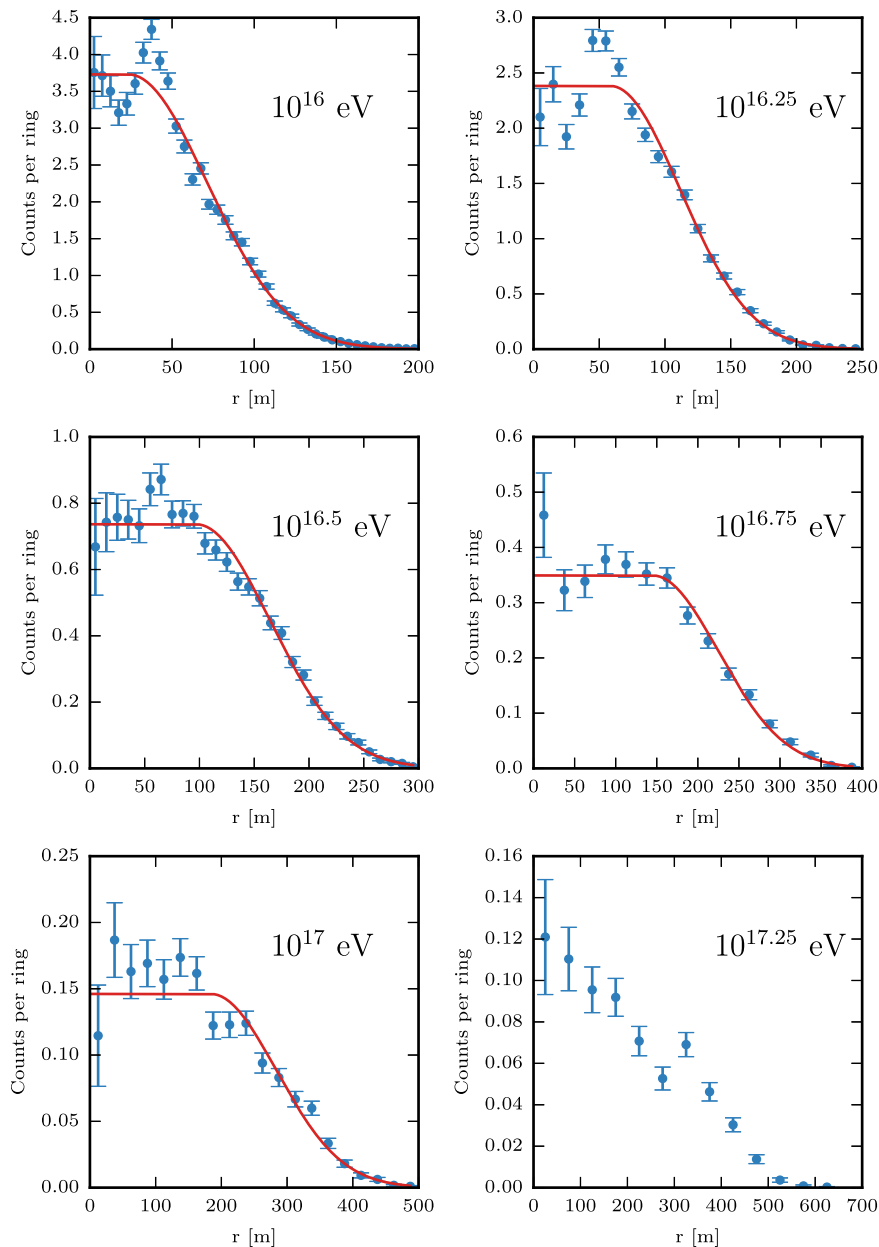 4.5
4.0
3.5
3.0
2.5
2.0
1.5
1.0
0.5
0.0
Counts per ring
10^16 eV
0 50 100 150 200
r [m]
3.0
2.5
2.0
1.5
1.0
0.5
0.0
Counts per ring
10^16.25 eV
0 50 100 150 200 250
r [m]
1.0
0.8
0.6
0.4
0.2
0.0
Counts per ring
10^16.5 eV
0 50 100 150 200 250 300
r [m]
0.6
0.5
0.4
0.3
0.2
0.1
0.0
Counts per ring
10^16.75 eV
0 50 100 150 200 250 300 350 400
r [m]
0.25
0.20
0.15
0.10
0.05
0.00
Counts per ring
10^17 eV
0 100 200 300 400 500
r [m]
0.16
0.14
0.12
0.10
0.08
0.06
0.04
0.02
0.00
Counts per ring
10^17.25 eV
0 100 200 300 400 500 600 700
r [m]